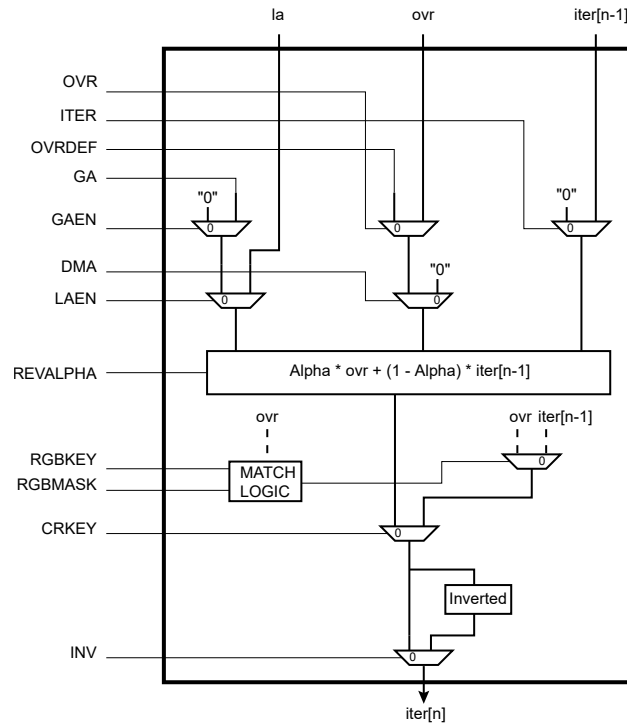 la ovr iter[n-1]
OVR
ITER
OVRDEF
GA
"0" "0"
GAEN 0 0 0
DMA "0"
LAEN 0 0
REVALPHA Alpha * ovr + (1 - Alpha) * iter[n-1]
ovr ovr iter[n-1]
RGBKEY 0
MATCH
RGBMASK LOGIC
CRKEY 0
Inverted
INV 0
iter[n]